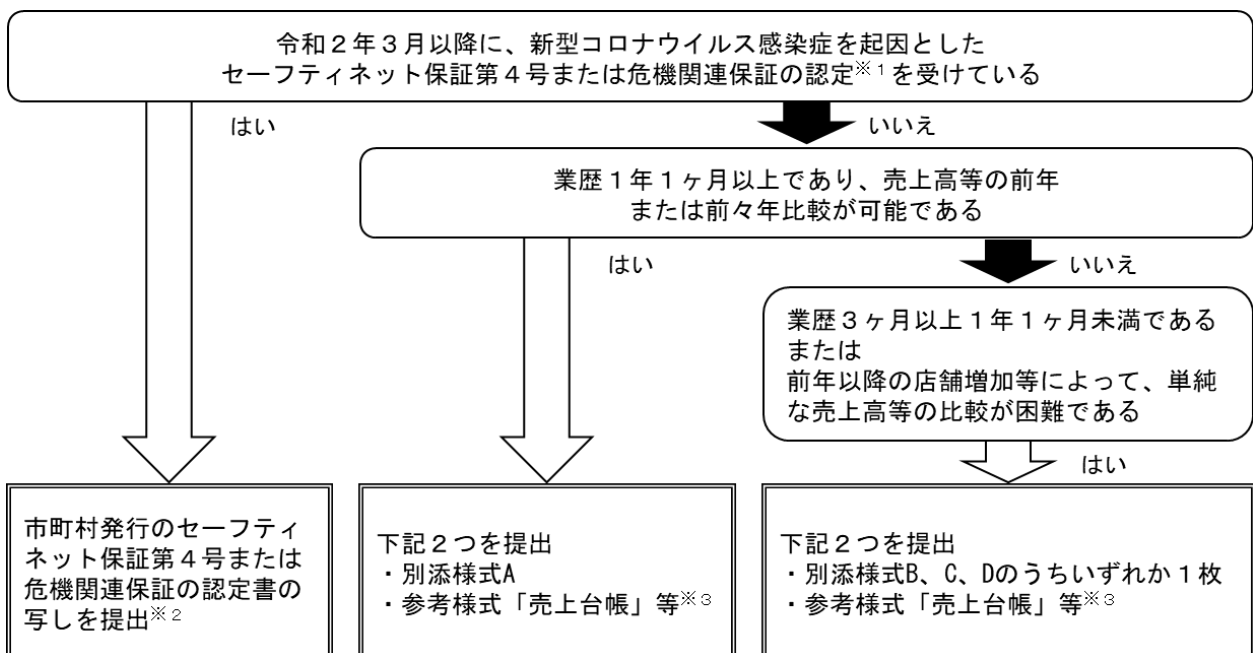 令和２年３月以降に、新型コロナウイルス感染症を起因とした
セーフティネット保証第４号または危機関連保証の認定※１を受けている
はい
いいえ
業歴１年１ヶ月以上であり、売上高等の前年
または前々年比較が可能である
はい
いいえ
業歴３ヶ月以上１年１ヶ月未満である
または
前年以降の店舗増加等によって、単純
な売上高等の比較が困難である
はい
市町村発行のセーフティ
ネット保証第４号または
危機関連保証の認定書の
写しを提出※２
下記２つを提出
・別添様式A
・参考様式「売上台帳」等※３
下記２つを提出
・別添様式B、C、Dのうちいずれか１枚
・参考様式「売上台帳」等※３